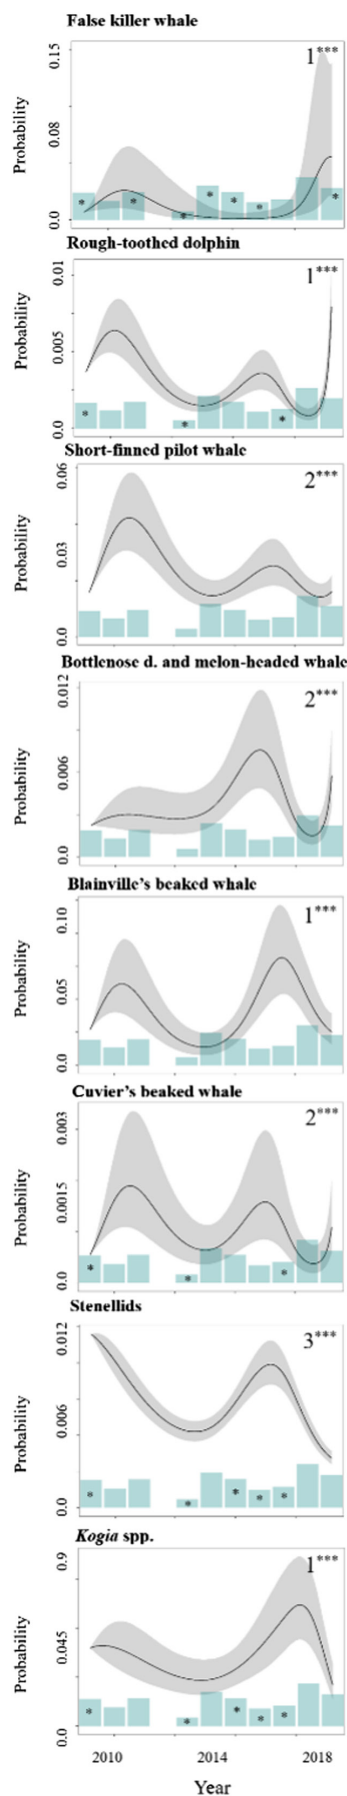 False killer whale
1***
Probability
0.15
0.08
0.0
* * * * * * *
Rough-toothed dolphin
1***
Probability
0.01
0.005
0.0
* * *
Short-finned pilot whale
2***
Probability
0.06
0.03
0.0
Bottlenose d. and melon-headed whale
2***
Probability
0.012
0.006
0.0
Blainville’s beaked whale
1***
Probability
0.10
0.05
0.0
Cuvier’s beaked whale
2***
Probability
0.003
0.0015
0.0
* * *
Stenellids
3***
Probability
0.012
0.006
0.0
* * * * *
Kogia spp.
1***
Probability
0.9
0.045
0.0
* * * * *
2010 2014 2018
Year